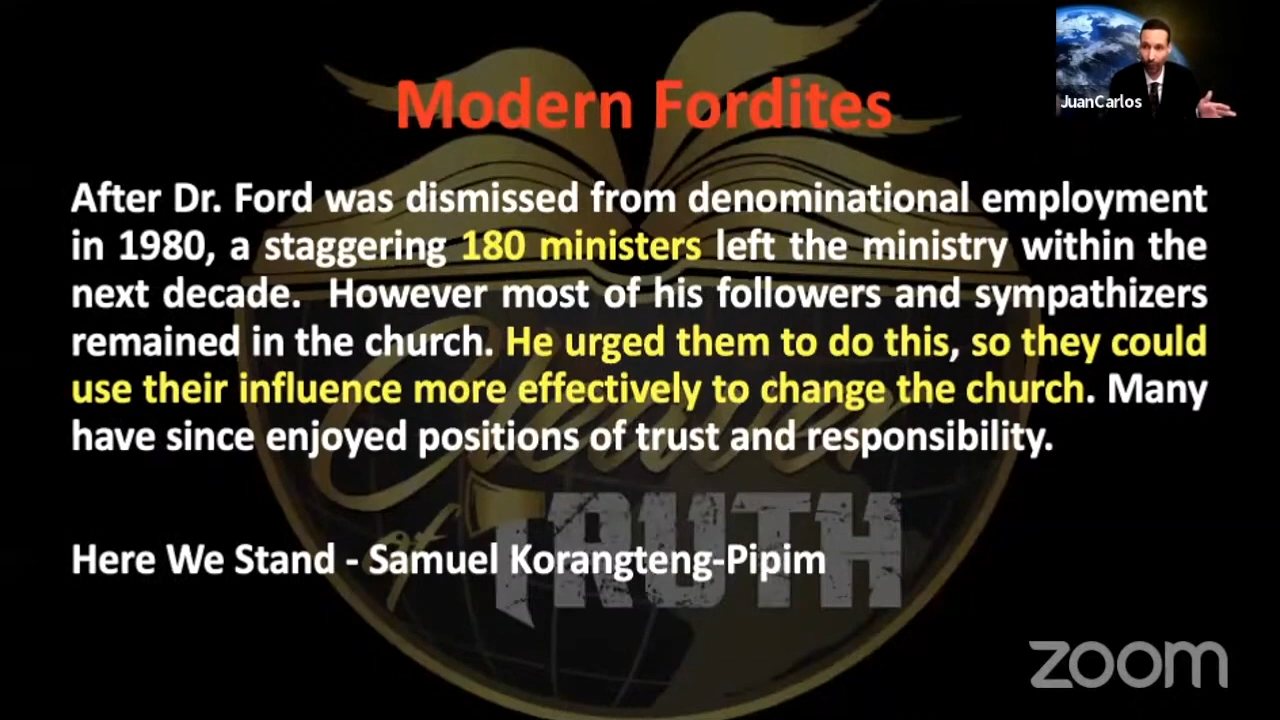 Modern Fordites
JuanCarlos
After Dr. Ford was dismissed from denominational employment
in 1980, a staggering 180 ministers left the ministry within the
next decade. However most of his followers and sympathizers
remained in the church. He urged them to do this, so they could
use their influence more effectively to change the church. Many
have since enjoyed positions of trust and responsibility.
of TRUTH
Here We Stand - Samuel Korangteng-Pipim
zoom